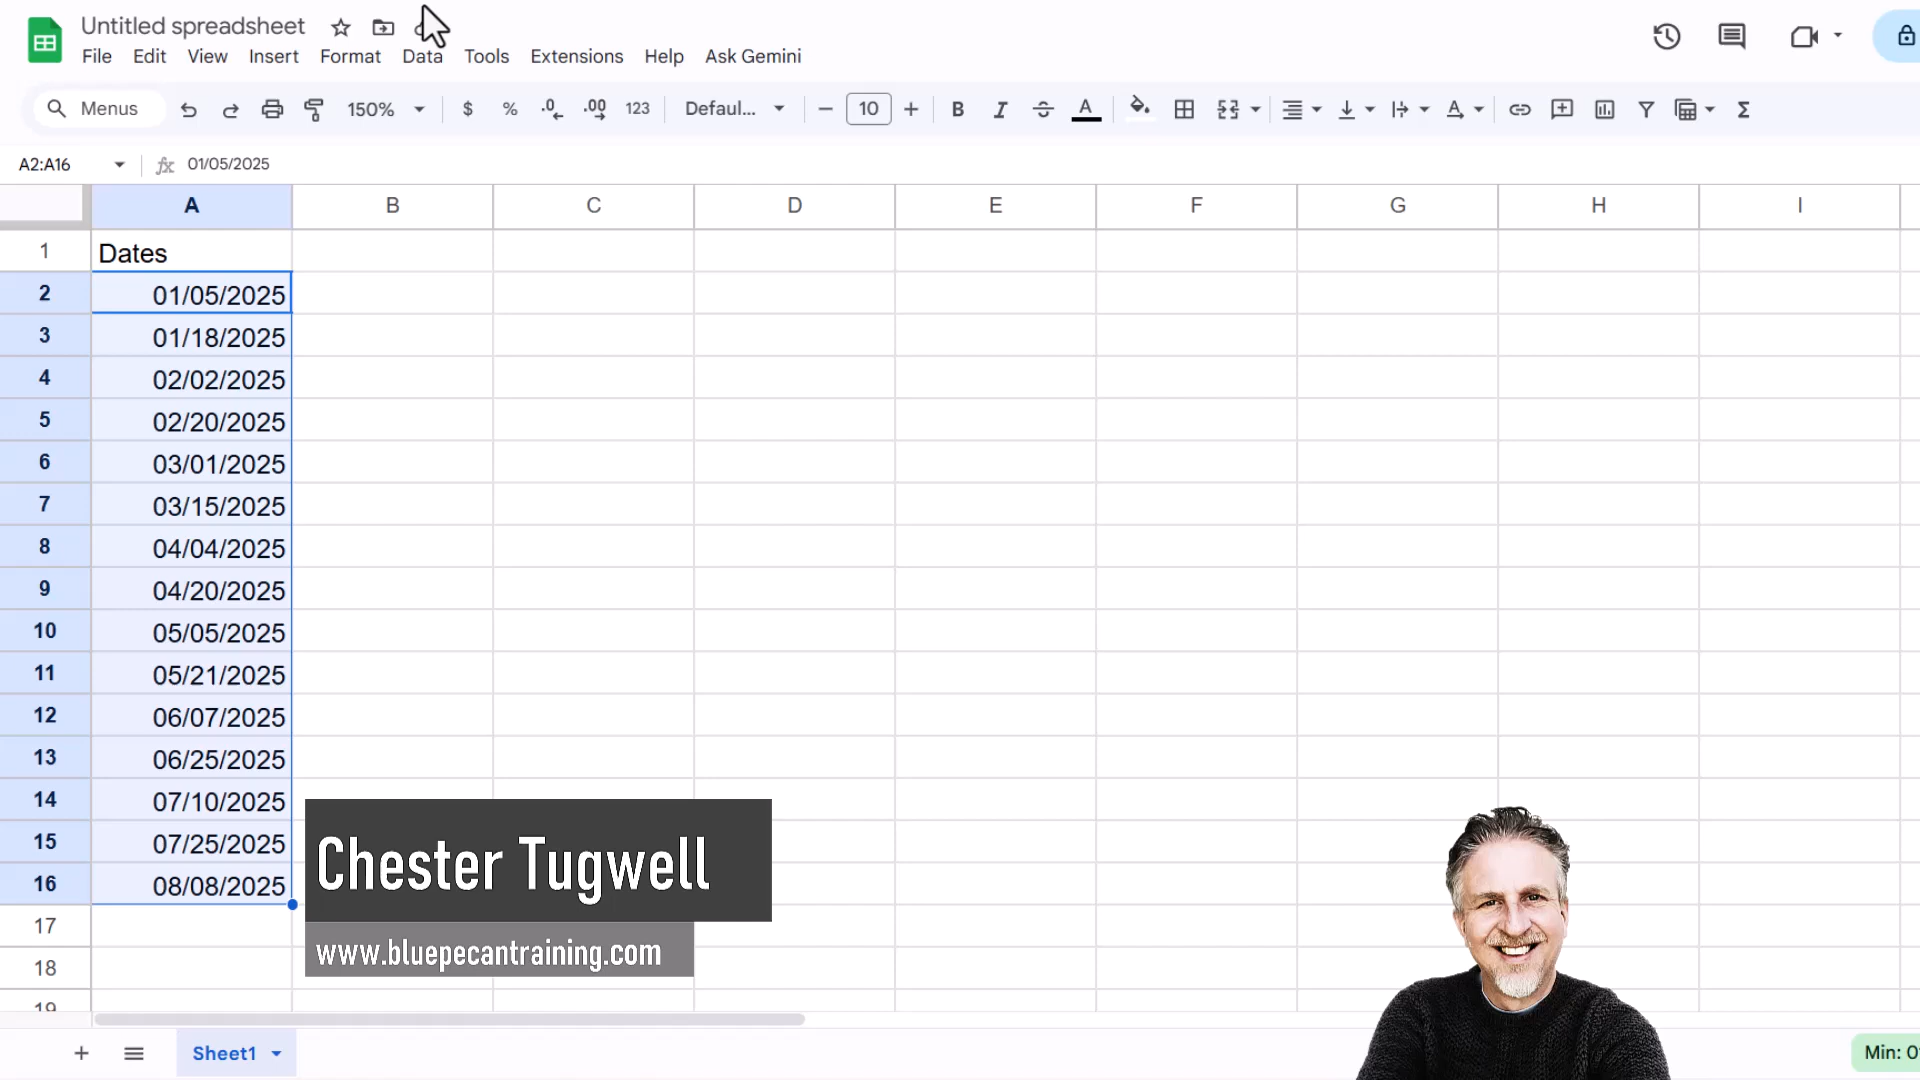 Untitled spreadsheet
File Edit View Insert Format Data Tools Extensions Help Ask Gemini
Menus 150% $ % .0 .00 123 Defaul... 10 B I A A Σ
A2:A16 fx 01/05/2025
A B C D E F G H I
1 Dates
2 01/05/2025
3 01/18/2025
4 02/02/2025
5 02/20/2025
6 03/01/2025
7 03/15/2025
8 04/04/2025
9 04/20/2025
10 05/05/2025
11 05/21/2025
12 06/07/2025
13 06/25/2025
14 07/10/2025
15 07/25/2025
16 08/08/2025
17
18
19
Chester Tugwell
www.bluepecantraining.com
Sheet1
Min: 0